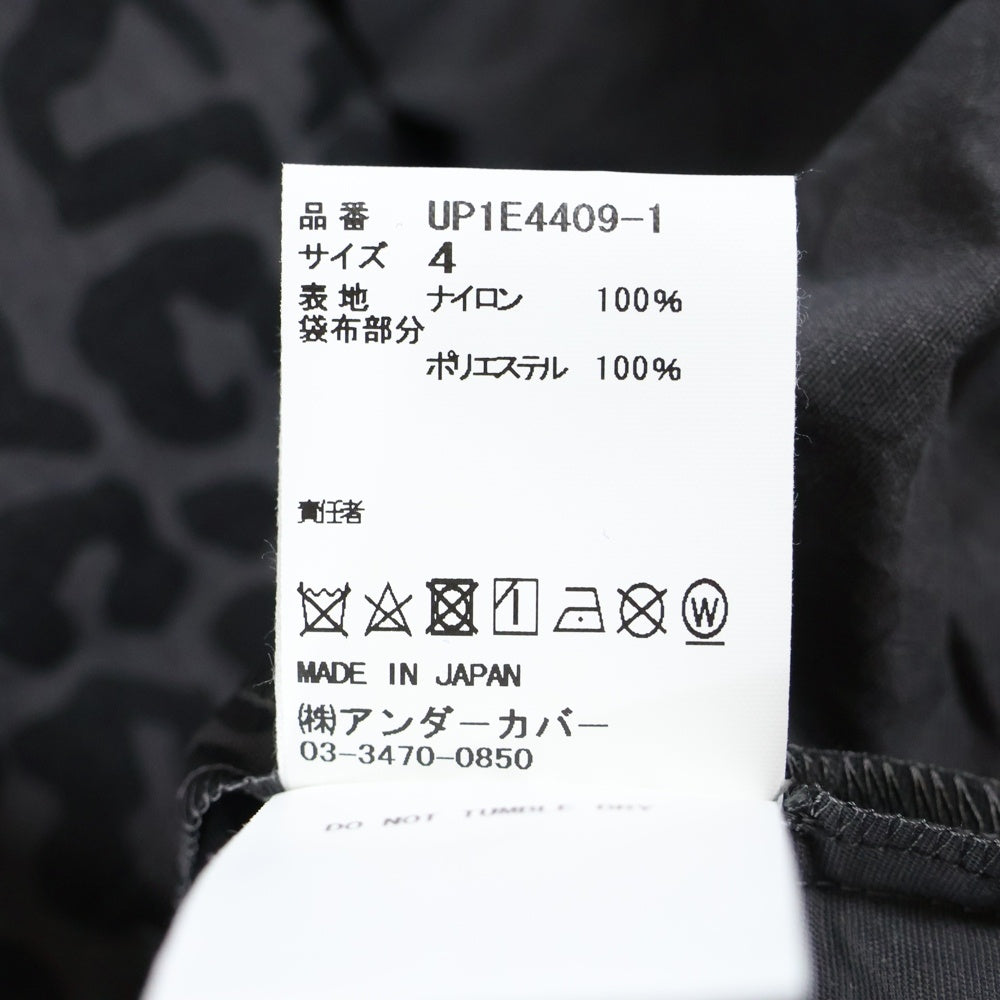 品番 UP1E4409-1
サイズ 4
表地 ナイロン 100%
袋布部分
ポリエステル 100%
責任者
W
MADE IN JAPAN
㈱アンダーカバー
03-3470-0850
DO NOT TUMBLE DRY